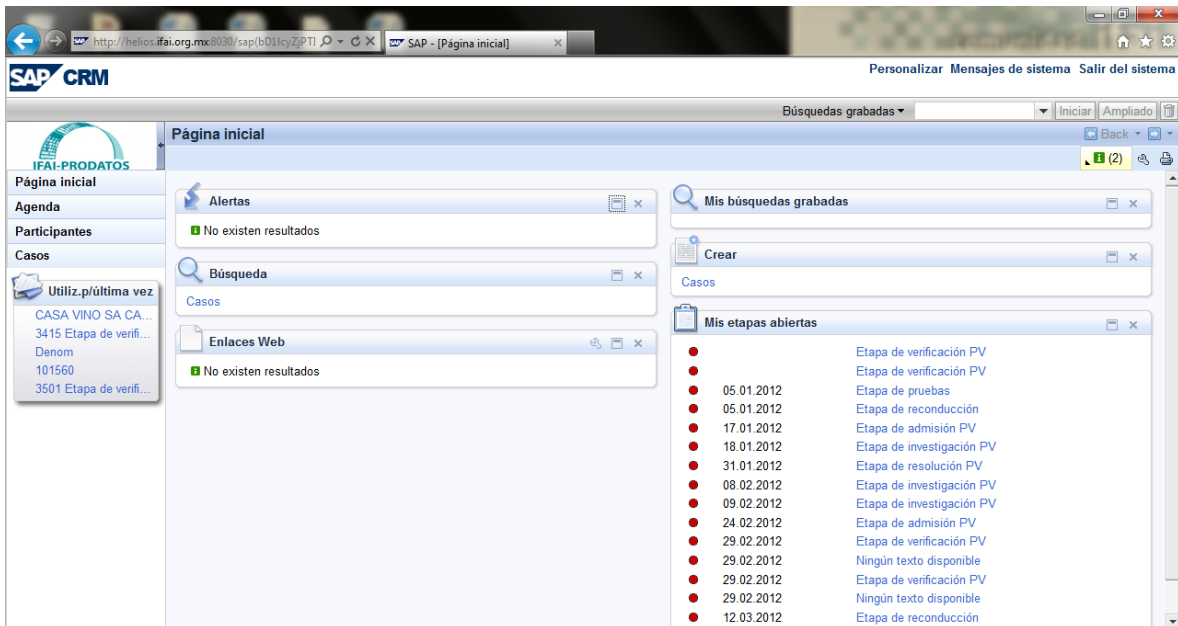 http://helios.ifai.org.mx:8030/sap(bD1lcyZjPTI
SAP - [Página inicial]
SAP CRM
Personalizar Mensajes de sistema Salir del sistema
Búsquedas grabadas
Iniciar Ampliado
IFAI-PRODATOS
Página inicial
Back
(2)
Página inicial
Agenda
Participantes
Casos
Utiliz.p/última vez
CASA VINO SA CA...
3415 Etapa de verifi...
Denom
101560
3501 Etapa de verifi...
Alertas
No existen resultados
Búsqueda
Casos
Enlaces Web
No existen resultados
Mis búsquedas grabadas
Crear
Casos
Mis etapas abiertas
Etapa de verificación PV
Etapa de verificación PV
05.01.2012 Etapa de pruebas
05.01.2012 Etapa de reconducción
17.01.2012 Etapa de admisión PV
18.01.2012 Etapa de investigación PV
31.01.2012 Etapa de resolución PV
08.02.2012 Etapa de investigación PV
09.02.2012 Etapa de investigación PV
24.02.2012 Etapa de admisión PV
29.02.2012 Etapa de verificación PV
29.02.2012 Ningún texto disponible
29.02.2012 Etapa de verificación PV
29.02.2012 Ningún texto disponible
12.03.2012 Etapa de reconducción